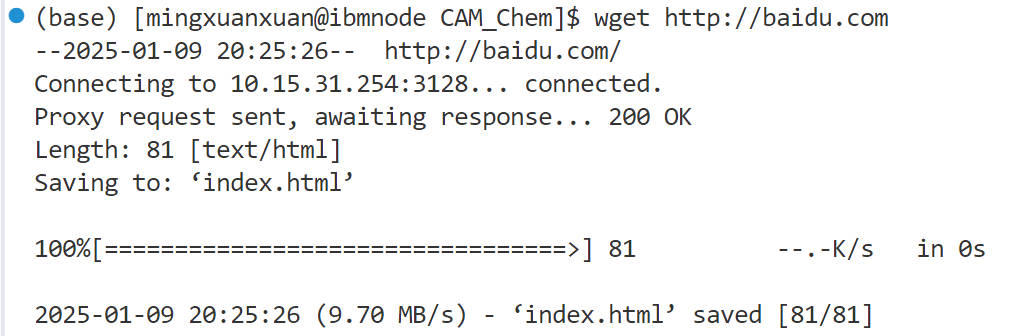 (base) [mingxuanxuan@ibmnode CAM_Chem]$ wget http://baidu.com
--2025-01-09 20:25:26--  http://baidu.com/
Connecting to 10.15.31.254:3128... connected.
Proxy request sent, awaiting response... 200 OK
Length: 81 [text/html]
Saving to: ‘index.html’
100%[=================================>] 81          --.-K/s   in 0s
2025-01-09 20:25:26 (9.70 MB/s) - ‘index.html’ saved [81/81]